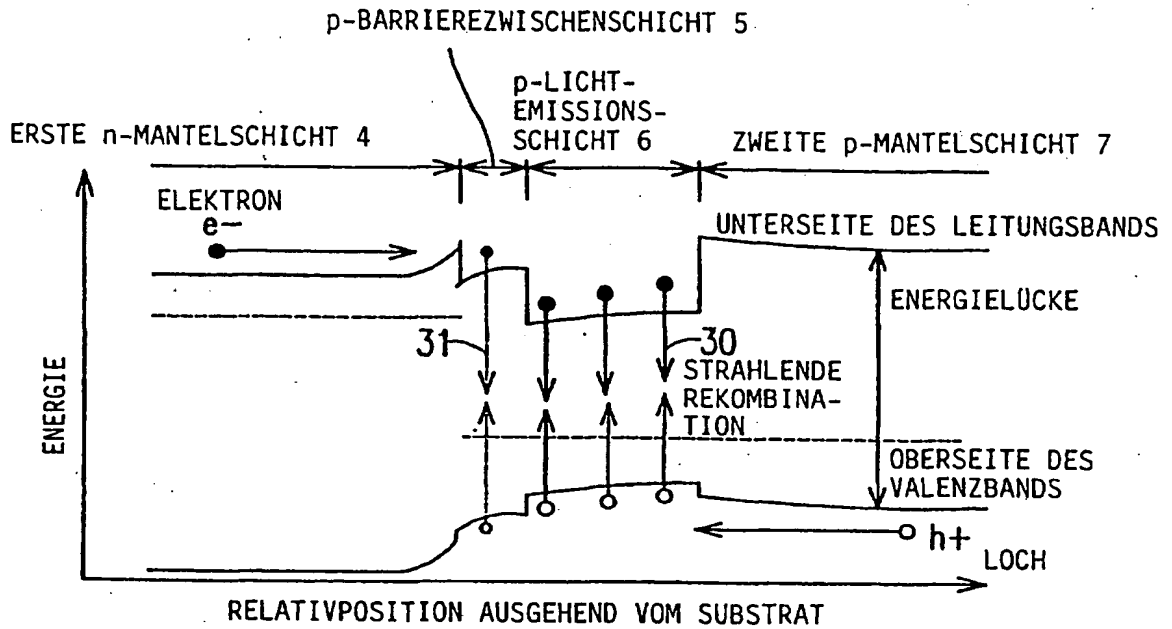 p-BARRIEREZWISCHENSCHICHT 5
p-LICHT-
EMISSIONS-
SCHICHT 6
ERSTE n-MANTELSCHICHT 4
ZWEITE p-MANTELSCHICHT 7
ELEKTRON
e-
UNTERSEITE DES LEITUNGSBANDS
ENERGIELÜCKE
31
30
STRAHLENDE
REKOMBINA-
TION
ENERGIE
OBERSEITE DES
VALENZBANDS
h+
LOCH
RELATIVPOSITION AUSGEHEND VOM SUBSTRAT